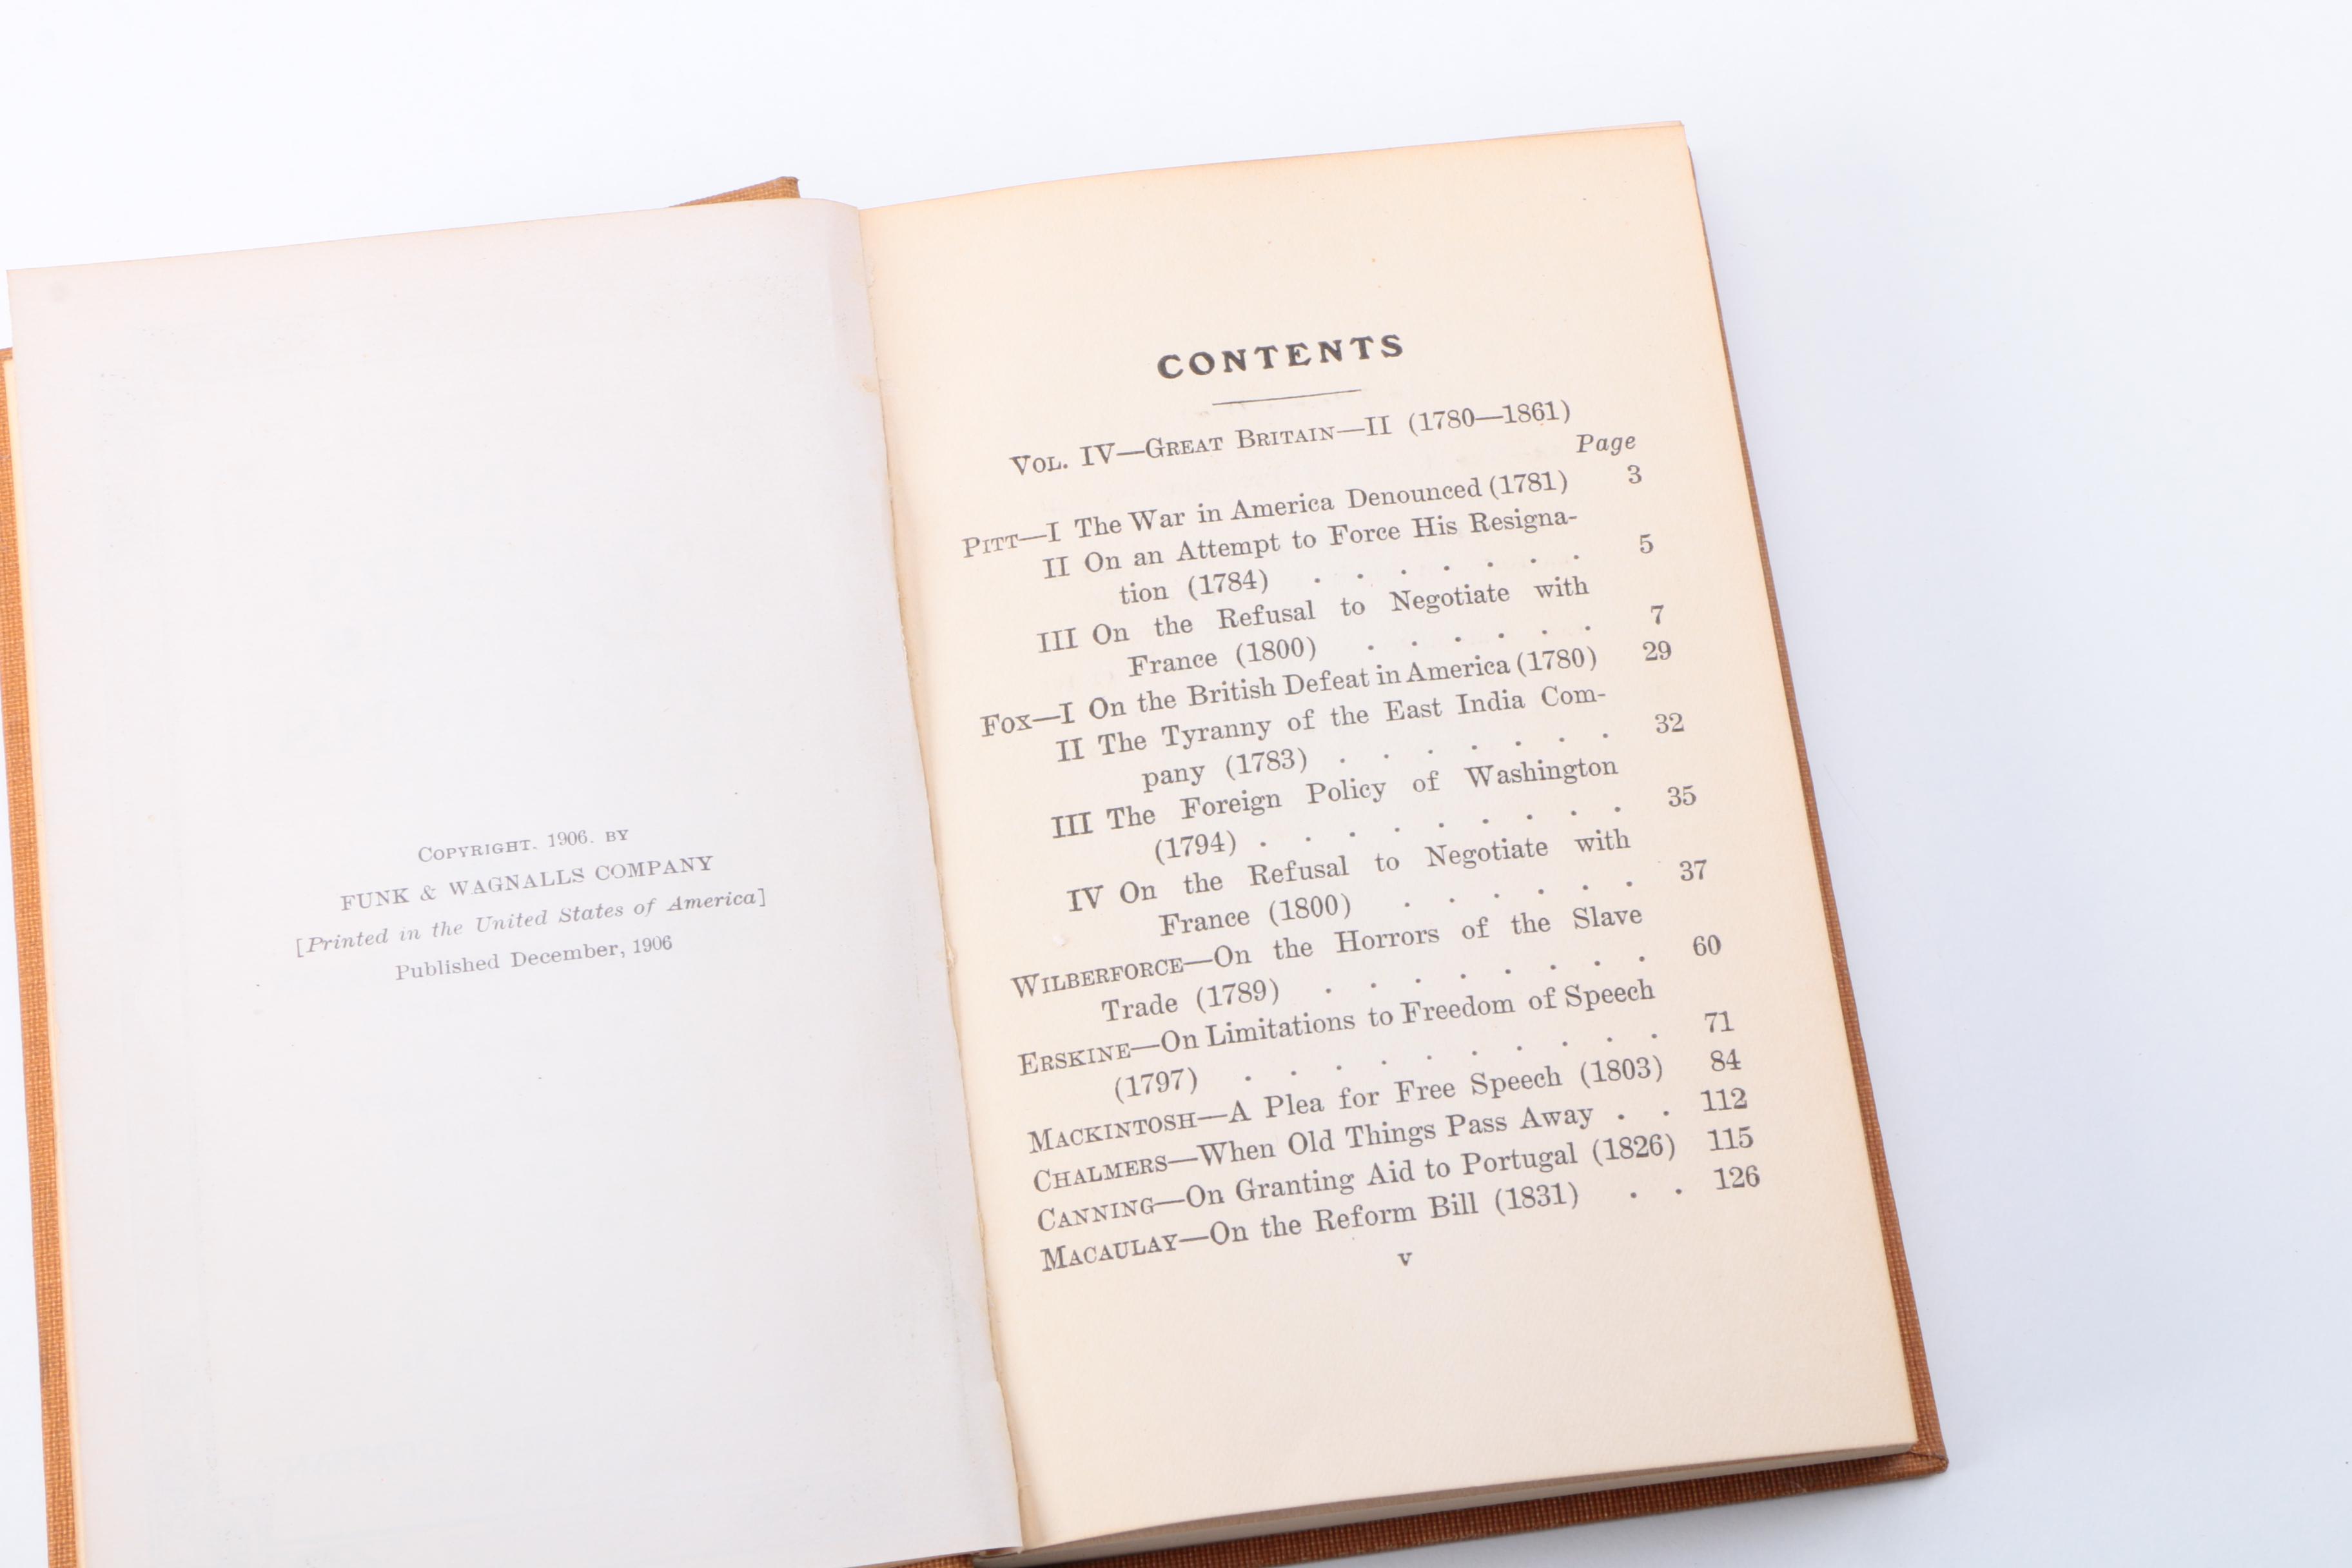 COPYRIGHT. 1906. BY
FUNK & WAGNALLS COMPANY
[Printed in the United States of America]
Published December, 1906
CONTENTS
VOL. IV—GREAT BRITAIN—II (1780—1861)
Page
PITT—I The War in America Denounced (1781) 3
II On an Attempt to Force His Resigna-
tion (1784) . . . . . . . 5
III On the Refusal to Negotiate with
France (1800) . . . . . . 7
FOX—I On the British Defeat in America (1780) 29
II The Tyranny of the East India Com-
pany (1783) . . . . . . . 32
III The Foreign Policy of Washington
(1794) . . . . . . . . . 35
IV On the Refusal to Negotiate with
France (1800) . . . . . . 37
WILBERFORCE—On the Horrors of the Slave
Trade (1789) . . . . . . . . 60
ERSKINE—On Limitations to Freedom of Speech
(1797) . . . . . . . . . . 71
MACKINTOSH—A Plea for Free Speech (1803) 84
CHALMERS—When Old Things Pass Away . . 112
CANNING—On Granting Aid to Portugal (1826) 115
MACAULAY—On the Reform Bill (1831) . . 126
v